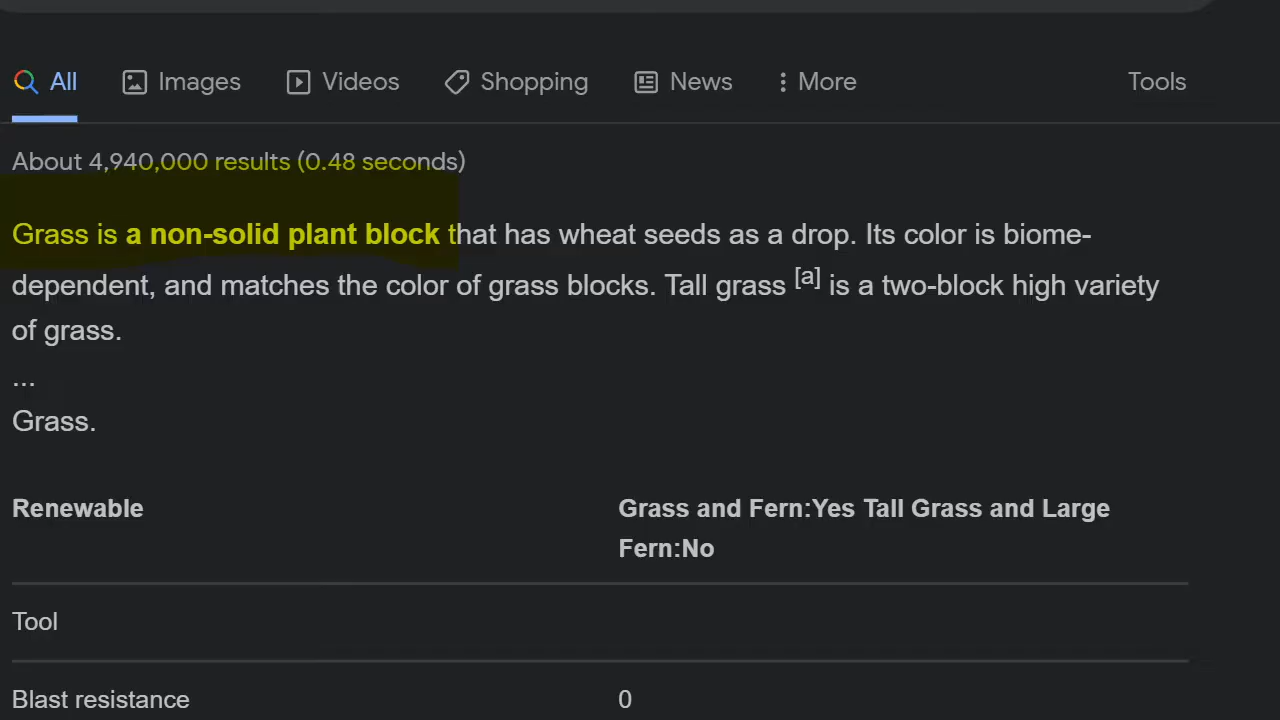 All Images Videos Shopping News More Tools
About 4,940,000 results (0.48 seconds)
Grass is a non-solid plant block that has wheat seeds as a drop. Its color is biome-
dependent, and matches the color of grass blocks. Tall grass [a] is a two-block high variety
of grass.
...
Grass.
Renewable Grass and Fern:Yes Tall Grass and Large
Fern:No
Tool
Blast resistance 0